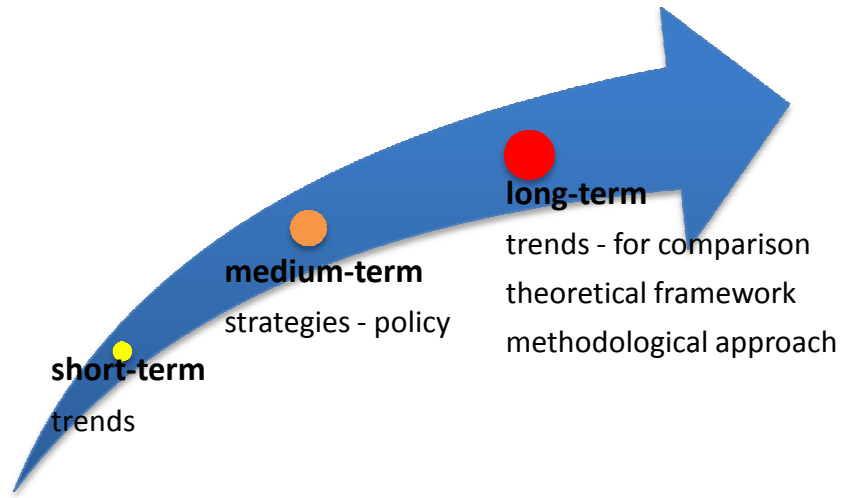 short-term
trends
medium-term
strategies - policy
long-term
trends - for comparison
theoretical framework
methodological approach